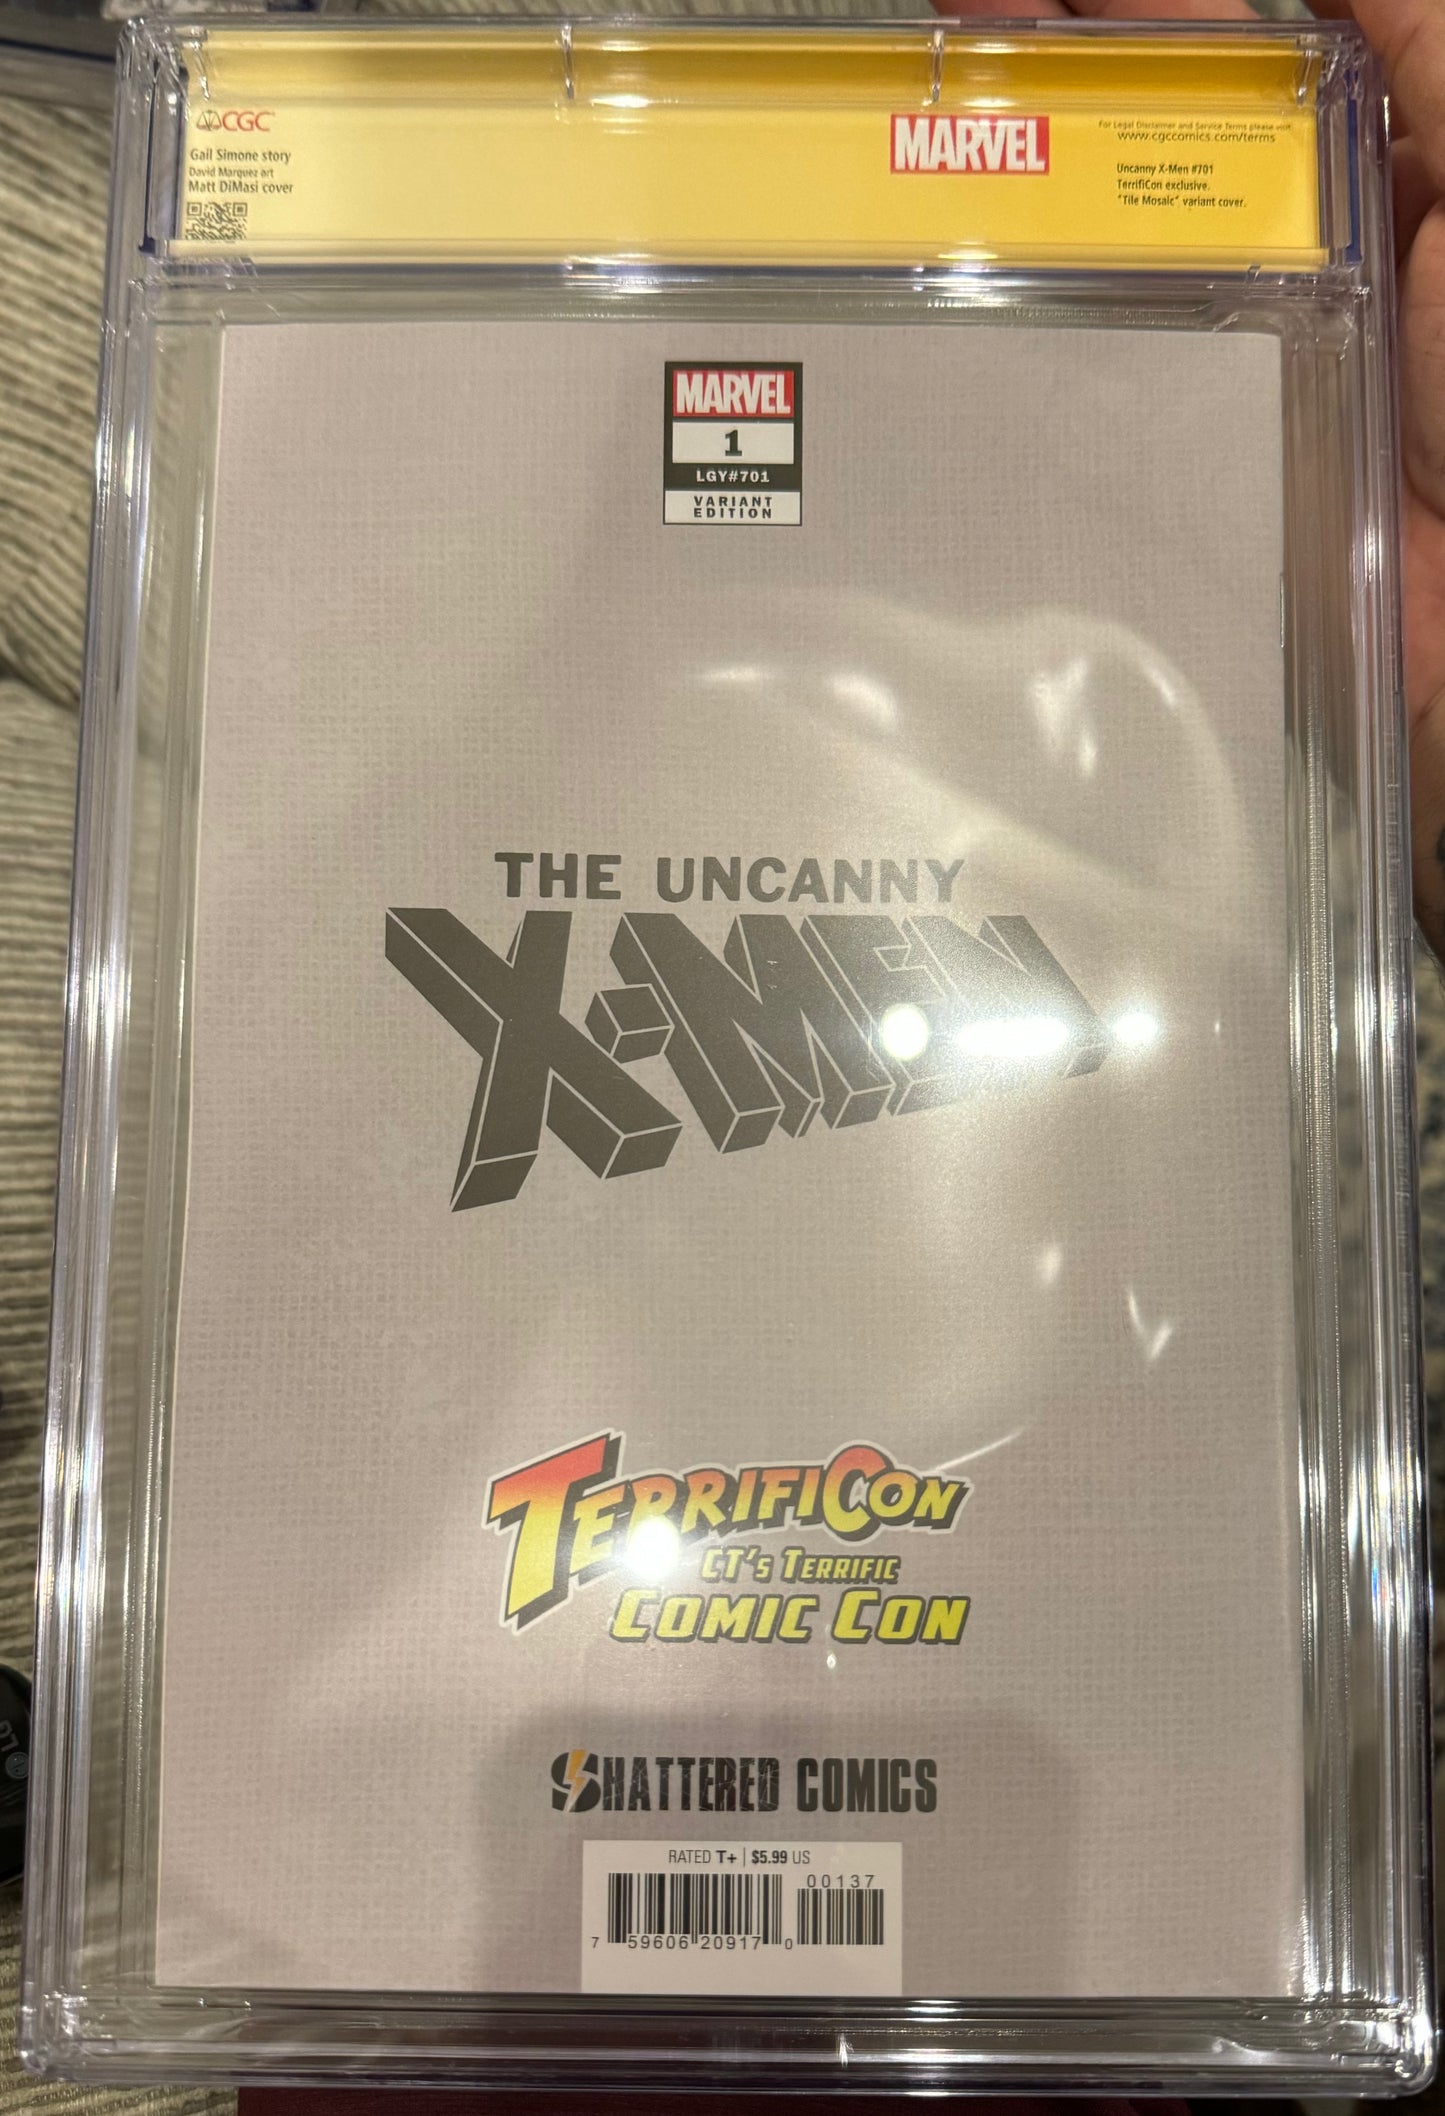 CGC
Gail Simone story
David Marquez art
Matt DiMasi cover
MARVEL
For Legal Disclaimer and Service Terms please visit
www.cgccomics.com/terms
Uncanny X-Men #701
TerrifiCon exclusive.
"Tile Mosaic" variant cover.
MARVEL
1
LGY#701
VARIANT
EDITION
THE UNCANNY
X-MEN
TERRIFICON
CT'S TERRIFIC
COMIC CON
SHATTERED COMICS
RATED T+ | $5.99 US
00137
7 59606 20917 0
LG